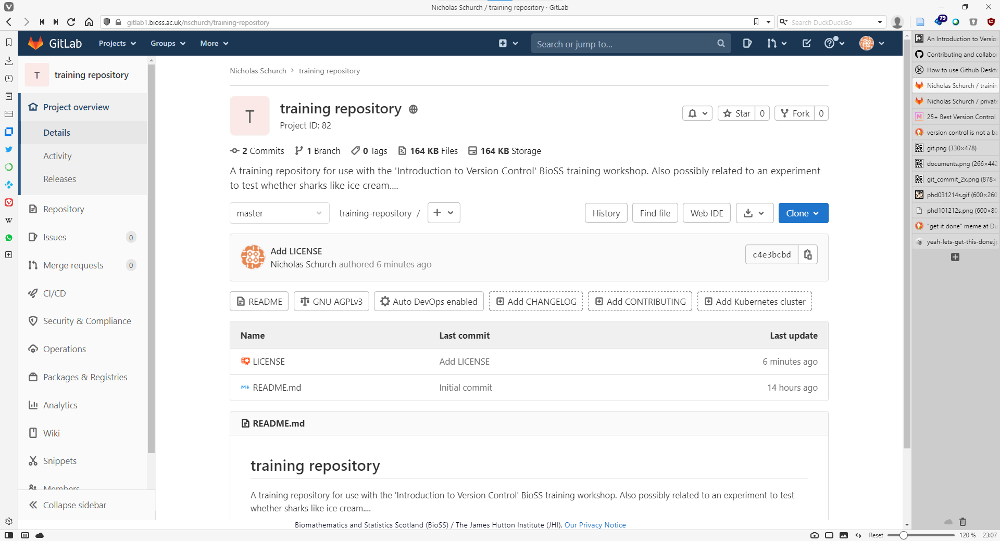 Nicholas Schurch / training repository · GitLab
gitlab1.bioss.ac.uk/nschurch/training-repository
Search DuckDuckGo
79
GitLab
Projects
Groups
More
Search or jump to...
T
training repository
Project overview
Details
Activity
Releases
Repository
Issues 0
Merge requests 0
CI/CD
Security & Compliance
Operations
Packages & Registries
Analytics
Wiki
Snippets
Members
Collapse sidebar
Nicholas Schurch > training repository
T
training repository
Project ID: 82
Star 0
Fork 0
2 Commits 1 Branch 0 Tags 164 KB Files 164 KB Storage
A training repository for use with the 'Introduction to Version Control' BioSS training workshop. Also possibly related to an experiment
to test whether sharks like ice cream....
master
training-repository /
History
Find file
Web IDE
Clone
Add LICENSE
Nicholas Schurch authored 6 minutes ago
c4e3bcbd
README
GNU AGPLv3
Auto DevOps enabled
Add CHANGELOG
Add CONTRIBUTING
Add Kubernetes cluster
Name Last commit Last update
LICENSE Add LICENSE 6 minutes ago
README.md Initial commit 14 hours ago
README.md
training repository
A training repository for use with the 'Introduction to Version Control' BioSS training workshop. Also possibly related to an experiment to test
whether sharks like ice cream....
Biomathematics and Statistics Scotland (BioSS) / The James Hutton Institute (JHI), Our Privacy Notice
An Introduction to Versio
Contributing and collabo
How to use Github Deskt
Nicholas Schurch / trainin
Nicholas Schurch / private
25+ Best Version Control
version control is not a ba
git.png (330×478)
documents.png (266×442
git_commit_2x.png (878×
phd031214s.gif (600×260
phd101212s.png (600×80
"get it done" meme at Du
yeah-lets-get-this-done.j
Reset
120 %
23:07